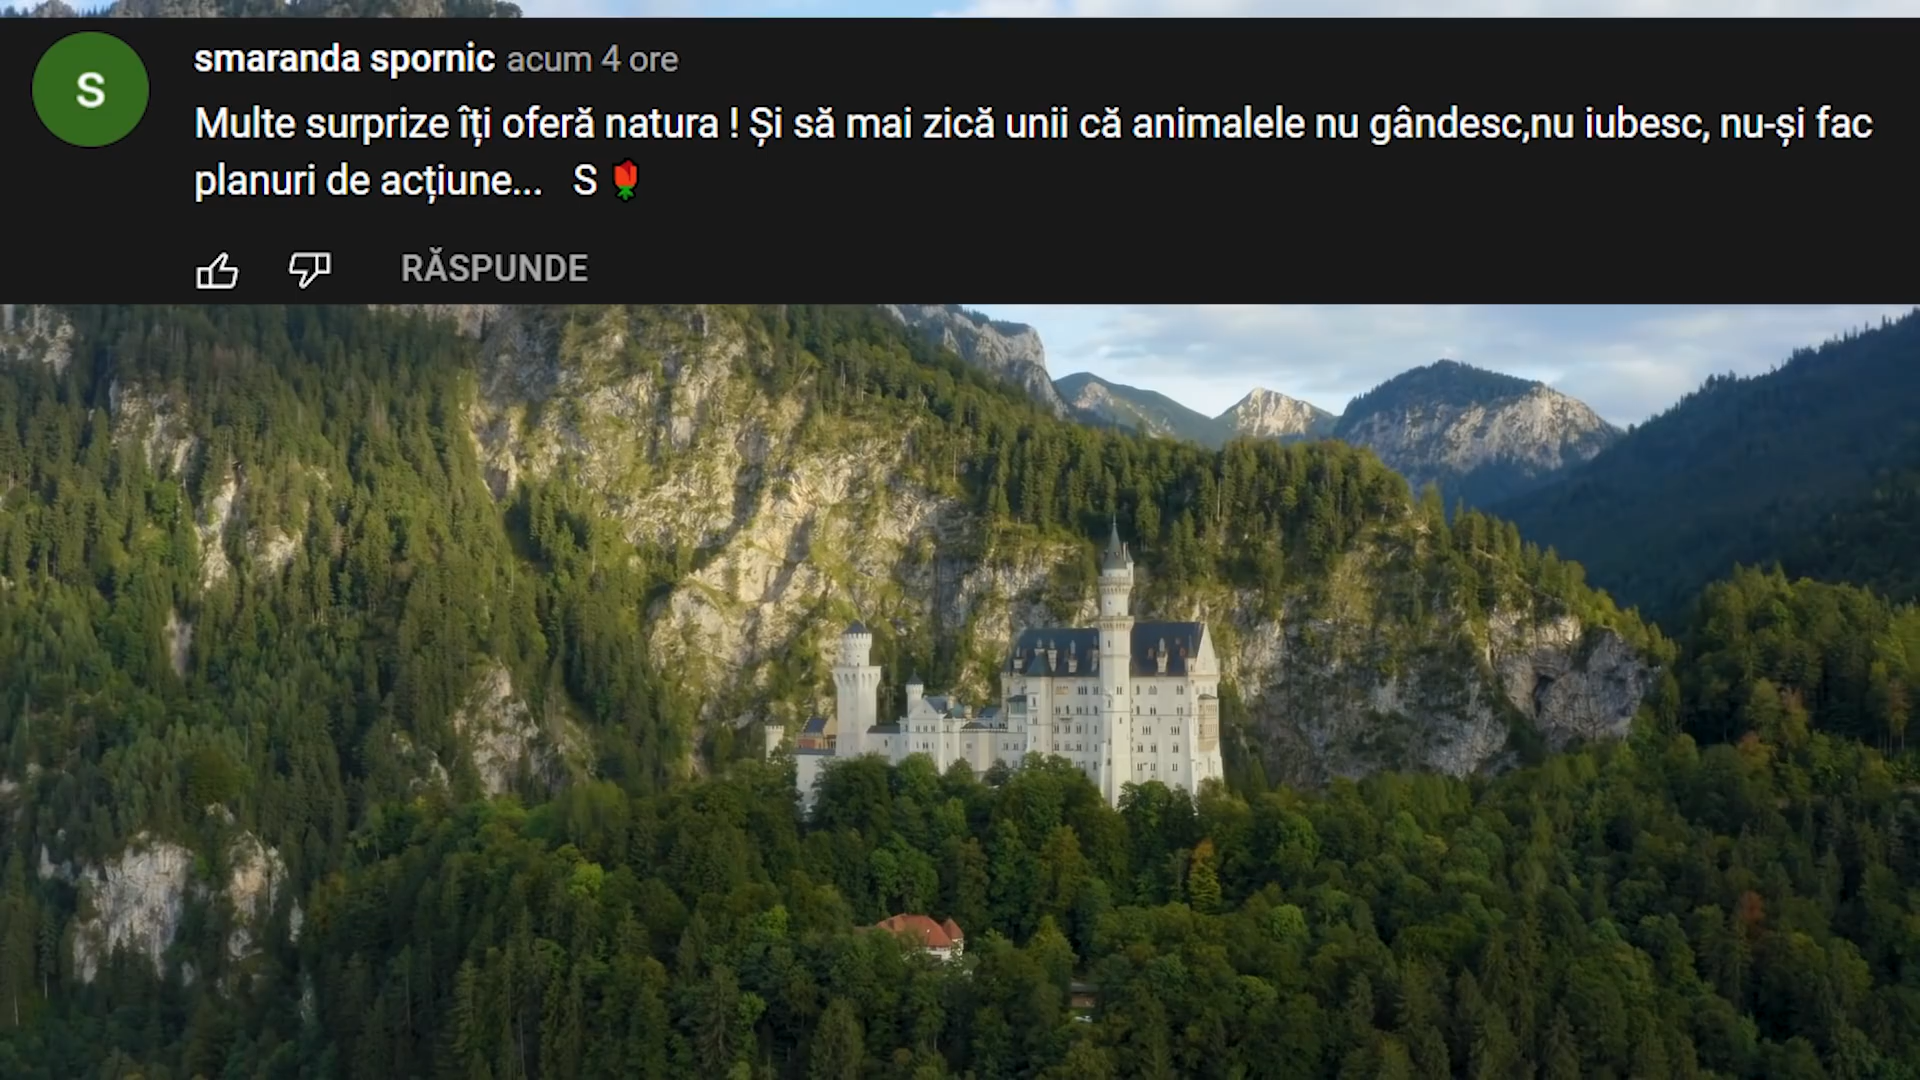 S
smaranda spornic acum 4 ore
Multe surprize îți oferă natura ! Și să mai zică unii că animalele nu gândesc,nu iubesc, nu-și fac
planuri de acțiune... S🌹
RĂSPUNDE